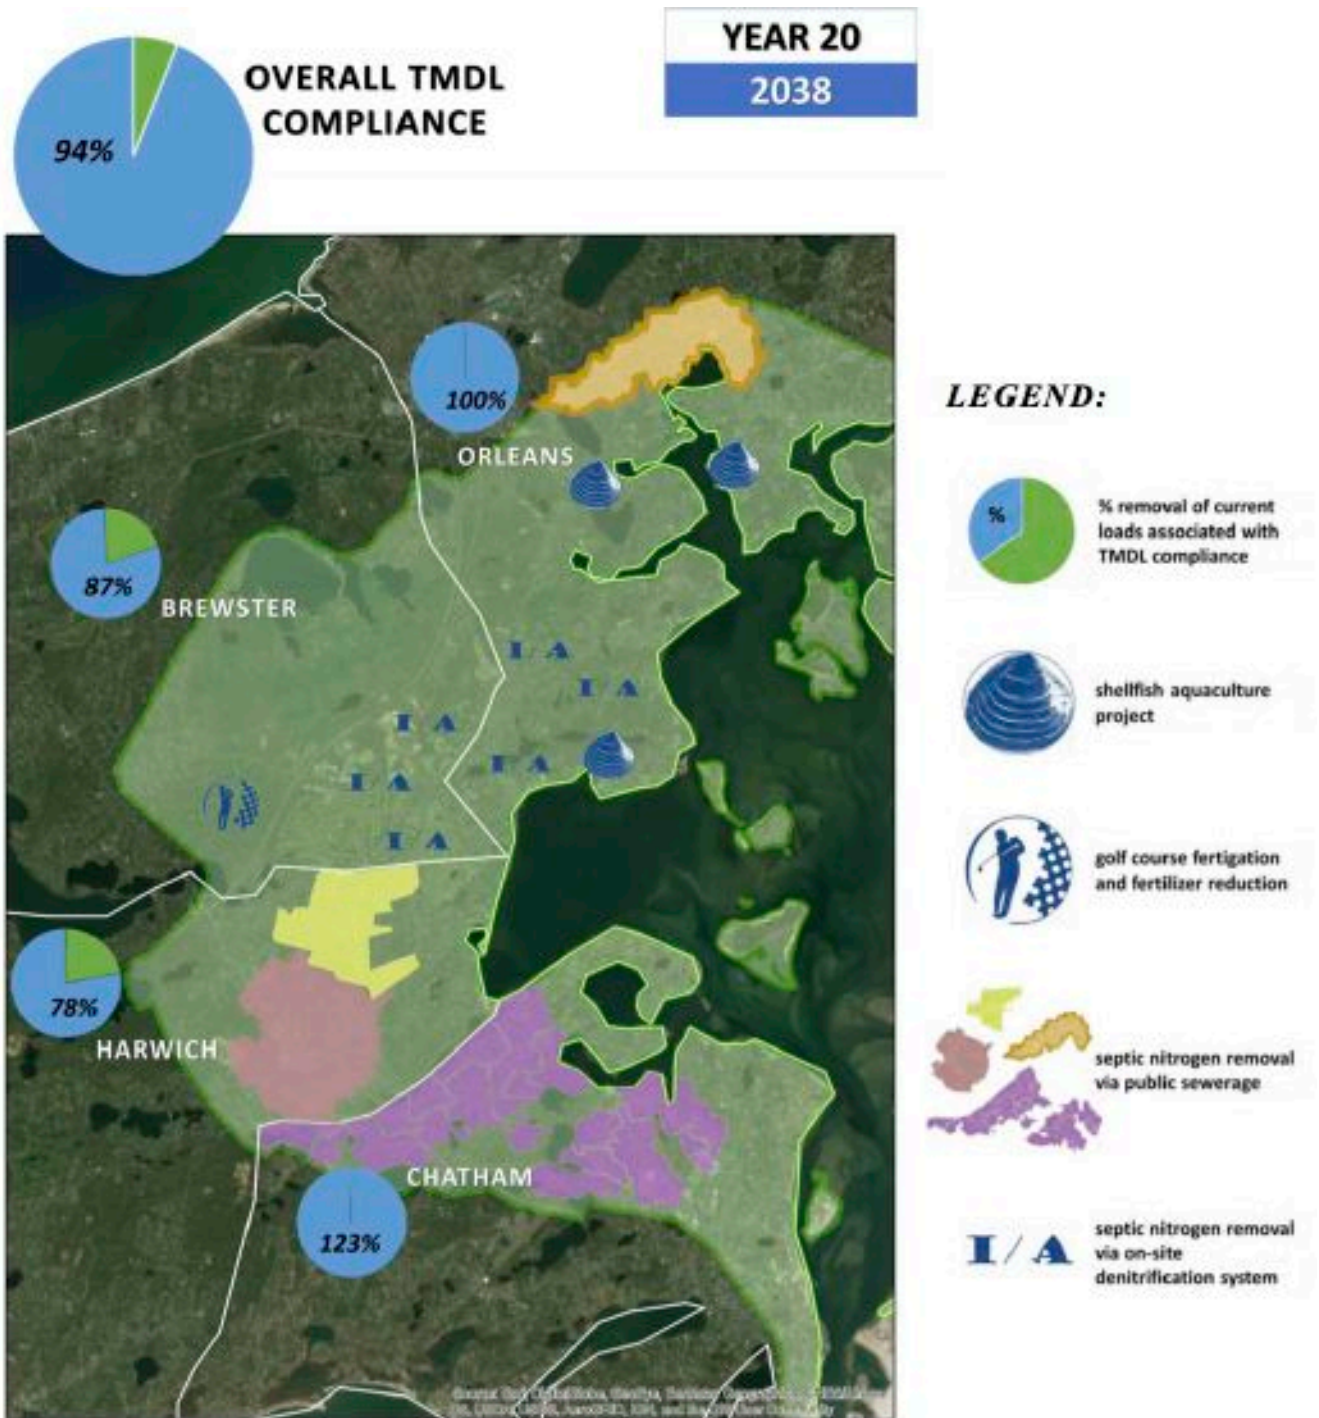 YEAR 20
2038
OVERALL TMDL
COMPLIANCE
94%
100%
ORLEANS
87%
BREWSTER
I A
I A
I A
I A
I A
I A
78%
HARWICH
CHATHAM
123%
LEGEND:
%
% removal of current
loads associated with
TMDL compliance
shellfish aquaculture
project
golf course fertigation
and fertilizer reduction
septic nitrogen removal
via public sewerage
I / A
septic nitrogen removal
via on-site
denitrification system